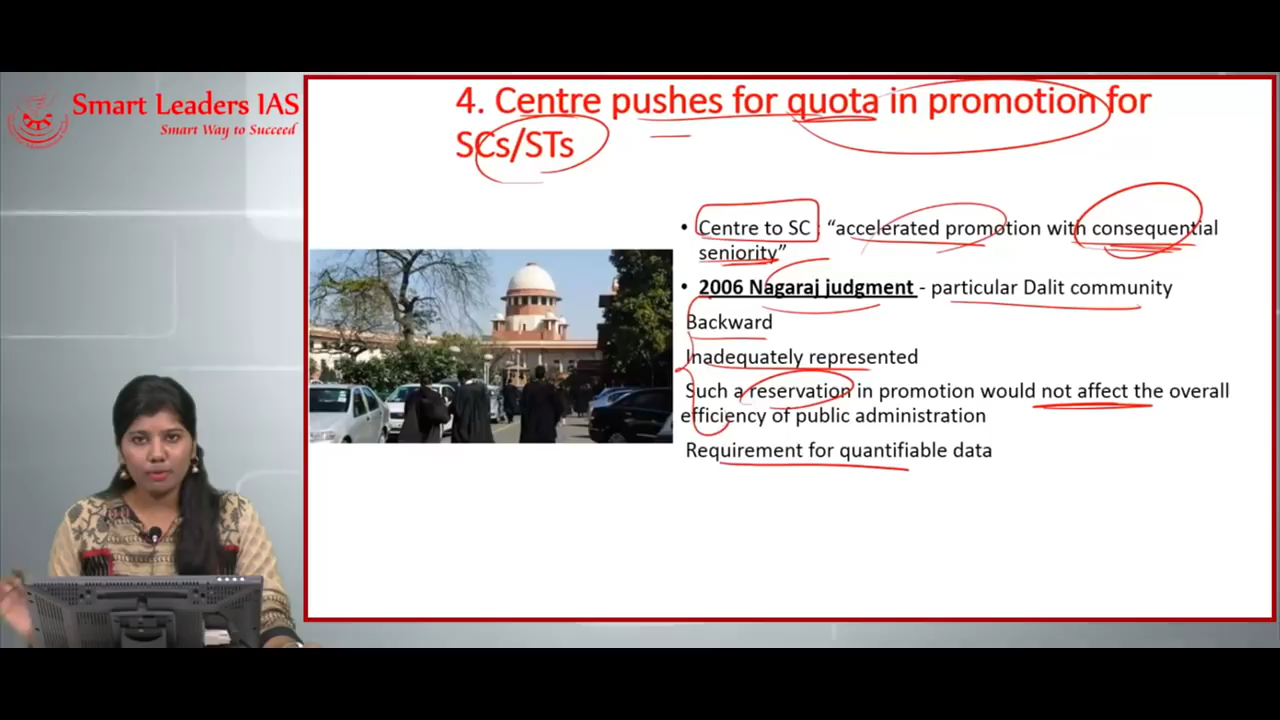 Smart Leaders IAS
Smart Way to Succeed
4. Centre pushes for quota in promotion for
SCs/STs
• Centre to SC : “accelerated promotion with consequential
seniority”
• 2006 Nagaraj judgment - particular Dalit community
Backward
Inadequately represented
Such a reservation in promotion would not affect the overall
efficiency of public administration
Requirement for quantifiable data